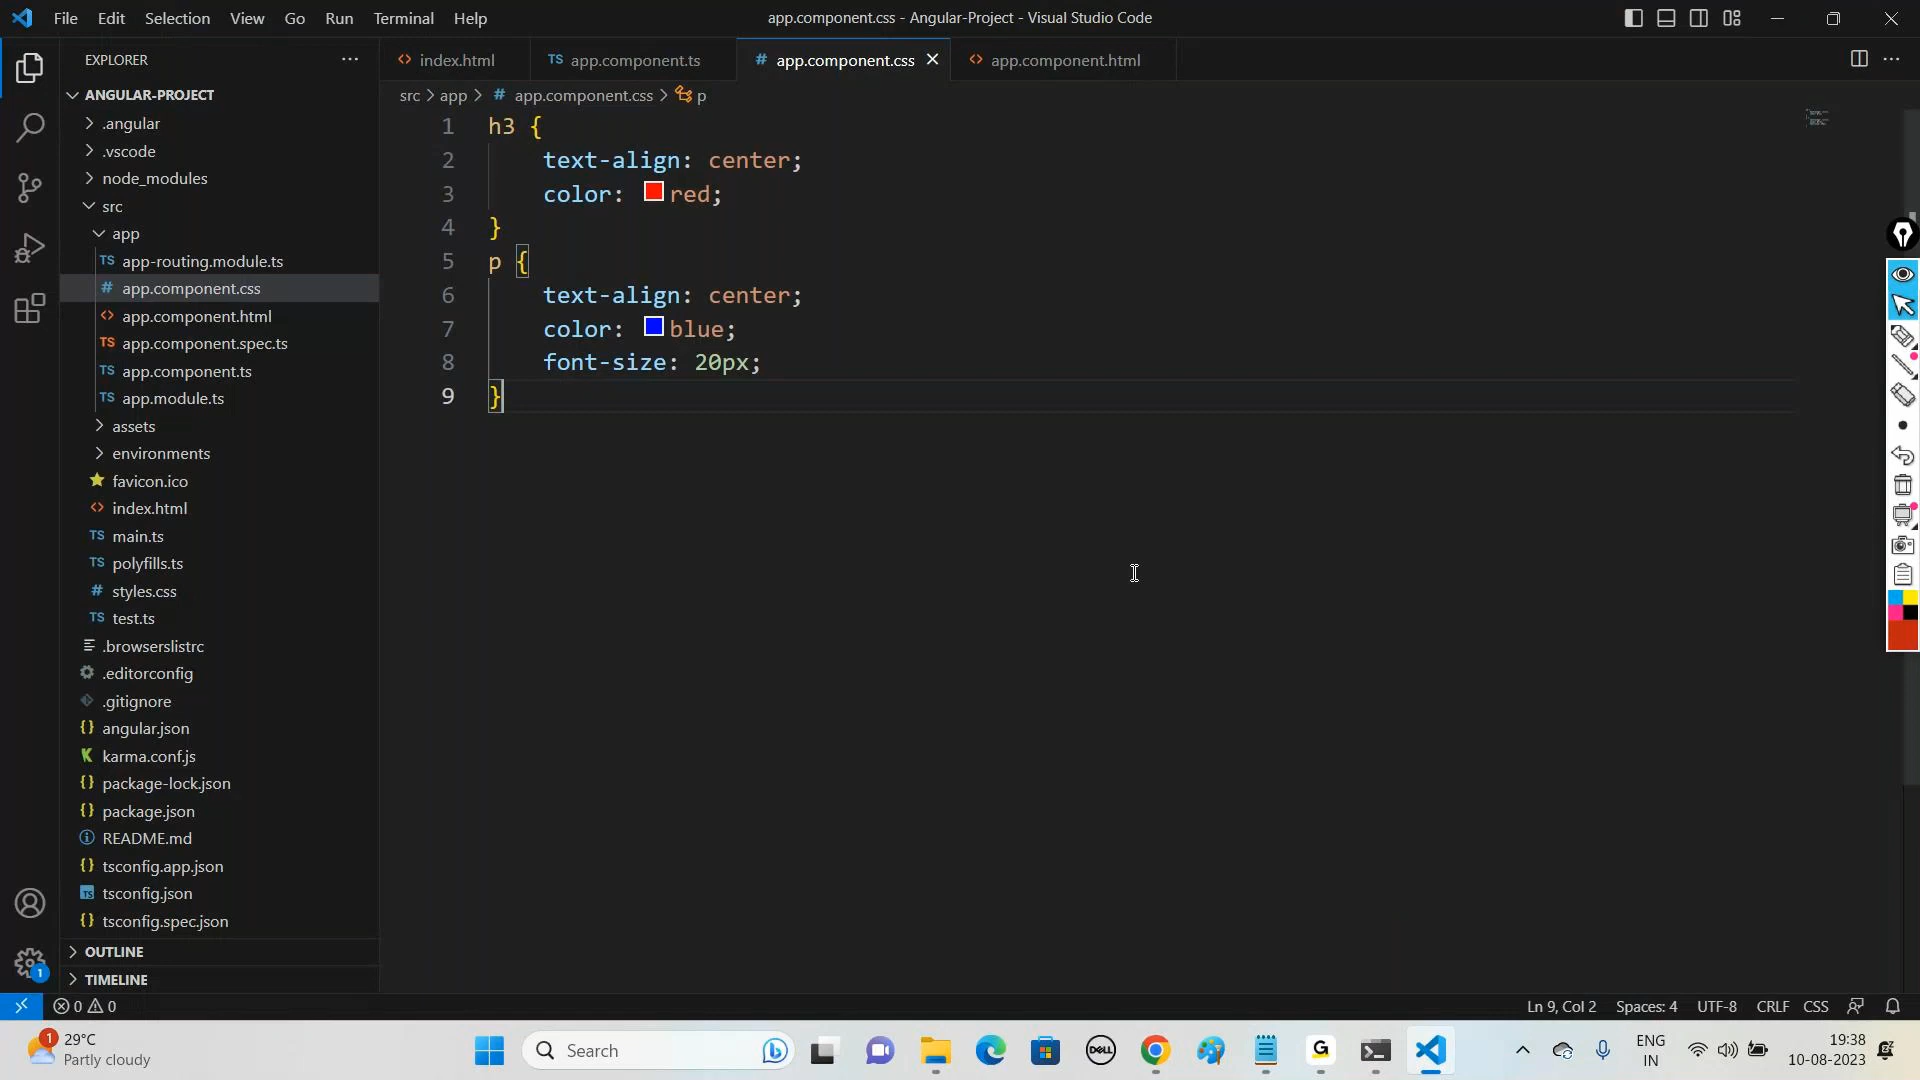 File Edit Selection View Go Run Terminal Help
app.component.css - Angular-Project - Visual Studio Code
EXPLORER
index.html
TS app.component.ts
# app.component.css
app.component.html
ANGULAR-PROJECT
src > app > # app.component.css > p
.angular
.vscode
node_modules
src
app
TS app-routing.module.ts
# app.component.css
<> app.component.html
TS app.component.spec.ts
TS app.component.ts
TS app.module.ts
assets
environments
favicon.ico
<> index.html
TS main.ts
TS polyfills.ts
# styles.css
TS test.ts
.browserslistrc
.editorconfig
.gitignore
{} angular.json
K karma.conf.js
{} package-lock.json
{} package.json
README.md
{} tsconfig.app.json
TS tsconfig.json
{} tsconfig.spec.json
OUTLINE
TIMELINE
1 h3 {
2 text-align: center;
3 color: red;
4 }
5 p {
6 text-align: center;
7 color: blue;
8 font-size: 20px;
9 }
1
0 0
Ln 9, Col 2 Spaces: 4 UTF-8 CRLF CSS
1
29°C
Partly cloudy
Search
DELL
G
ENG
IN
19:38
10-08-2023